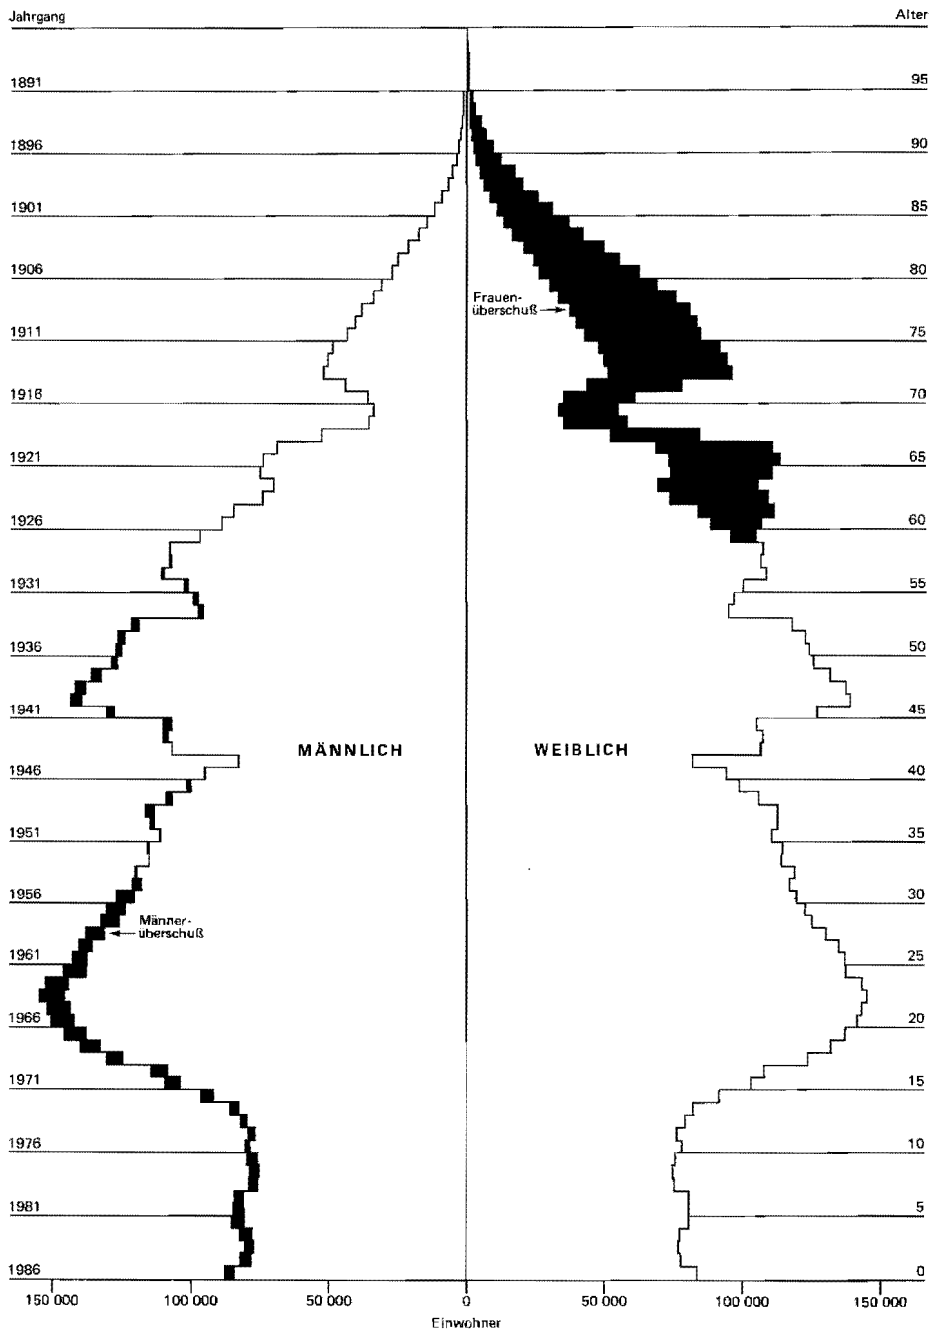 Jahrgang Alter
1891 95
1896 90
1901 85
1906 80
Frauen-
überschuß
1911 75
1916 70
1921 65
1926 60
1931 55
1936 50
1941 45
MÄNNLICH WEIBLICH
1946 40
1951 35
1956 30
Männer-
überschuß
1961 25
1966 20
1971 15
1976 10
1981 5
1986 0
150 000 100 000 50 000 0 50 000 100 000 150 000
Einwohner